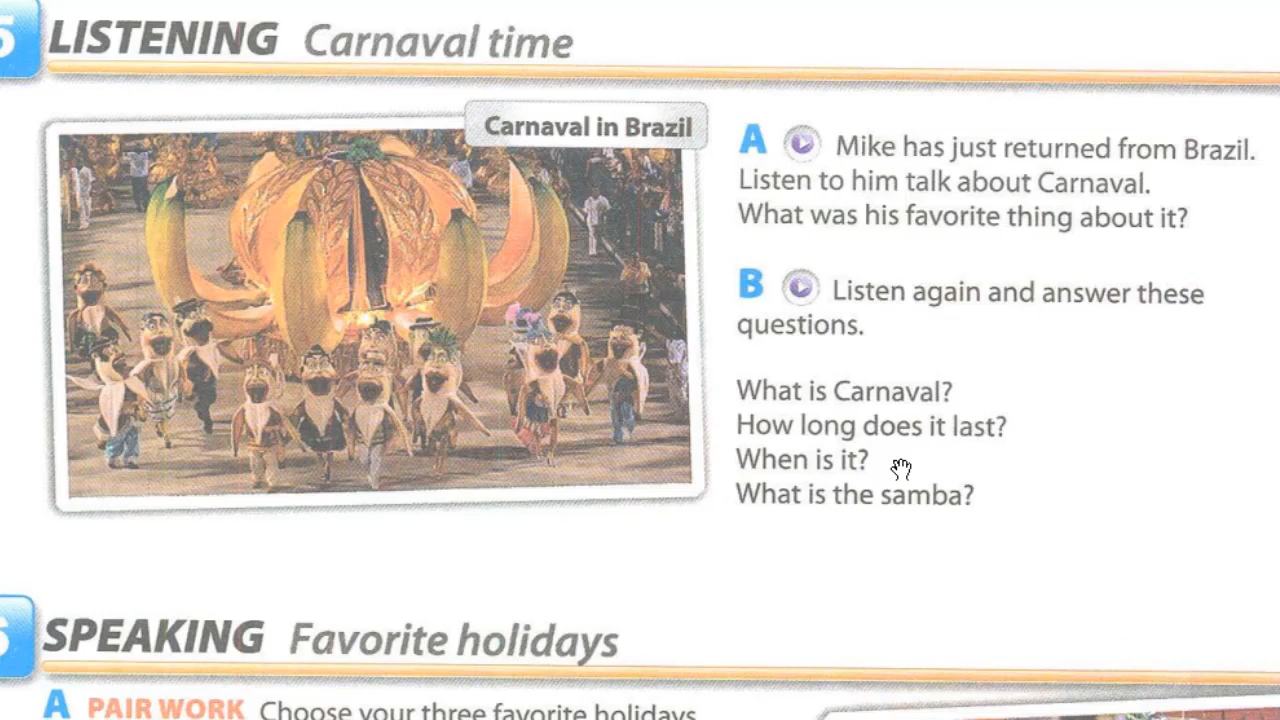 5 LISTENING Carnaval time
Carnaval in Brazil
A Mike has just returned from Brazil.
Listen to him talk about Carnaval.
What was his favorite thing about it?
B Listen again and answer these
questions.
What is Carnaval?
How long does it last?
When is it?
What is the samba?
6 SPEAKING Favorite holidays
A PAIR WORK Choose your three favorite holidays